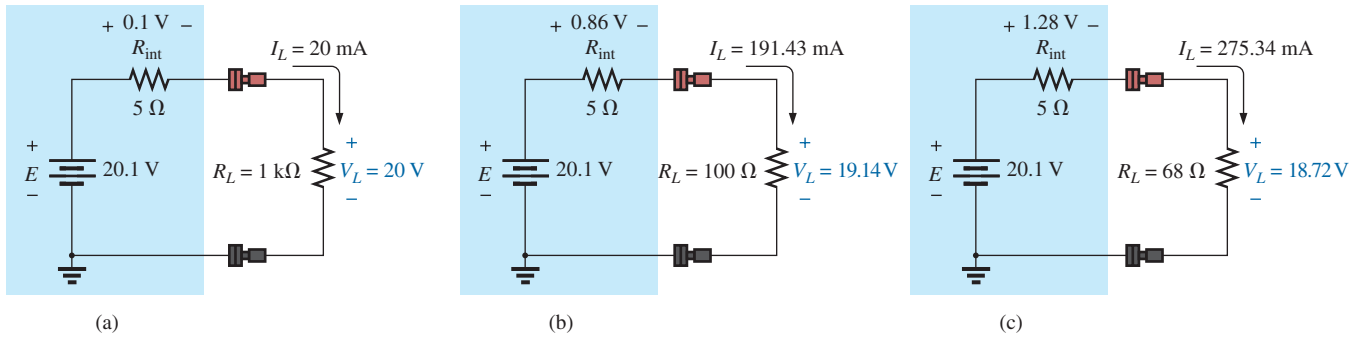 + 0.1 V −
R_int
I_L = 20 mA
5 Ω
+
E
−
20.1 V
R_L = 1 kΩ
+
V_L = 20 V
−
(a)
+ 0.86 V −
R_int
I_L = 191.43 mA
5 Ω
+
E
−
20.1 V
R_L = 100 Ω
+
V_L = 19.14 V
−
(b)
+ 1.28 V −
R_int
I_L = 275.34 mA
5 Ω
+
E
−
20.1 V
R_L = 68 Ω
+
V_L = 18.72 V
−
(c)